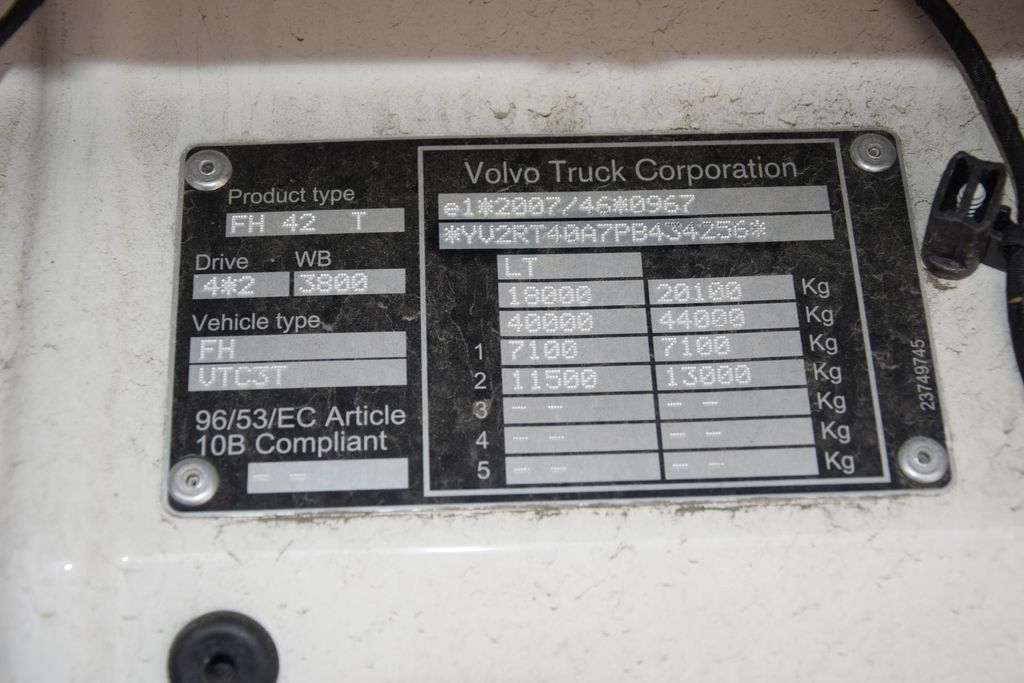 Product type
FH 42 T
Drive WB
4*2 3800
Vehicle type
FH
VTC3T
96/53/EC Article
10B Compliant
-- --
Volvo Truck Corporation
e1*2007/46*0967
*YV2RT40A7PB434256*
LT
18000 20100 Kg
40000 44000 Kg
1 7100 7100 Kg
2 11500 13000 Kg
3 -- -- -- -- Kg
4 -- -- -- -- Kg
5 -- -- -- -- Kg
23749745